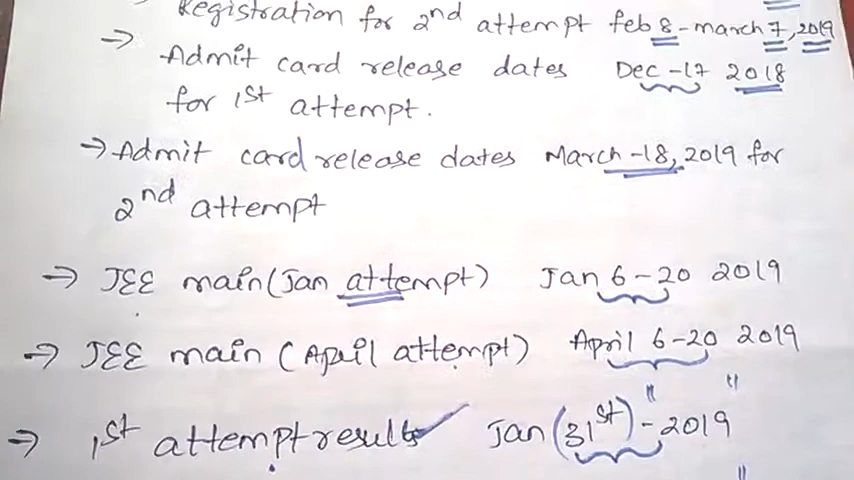 Registration for 2nd attempt feb 8-march 7, 2019
→ Admit card release dates Dec-17 2018
for 1st attempt.
→ Admit card release dates March-18, 2019 for
2nd attempt
→ JEE main (Jan attempt) Jan 6-20 2019
→ JEE main (April attempt) April 6-20 2019
→ 1st attempt results Jan (31st)-2019